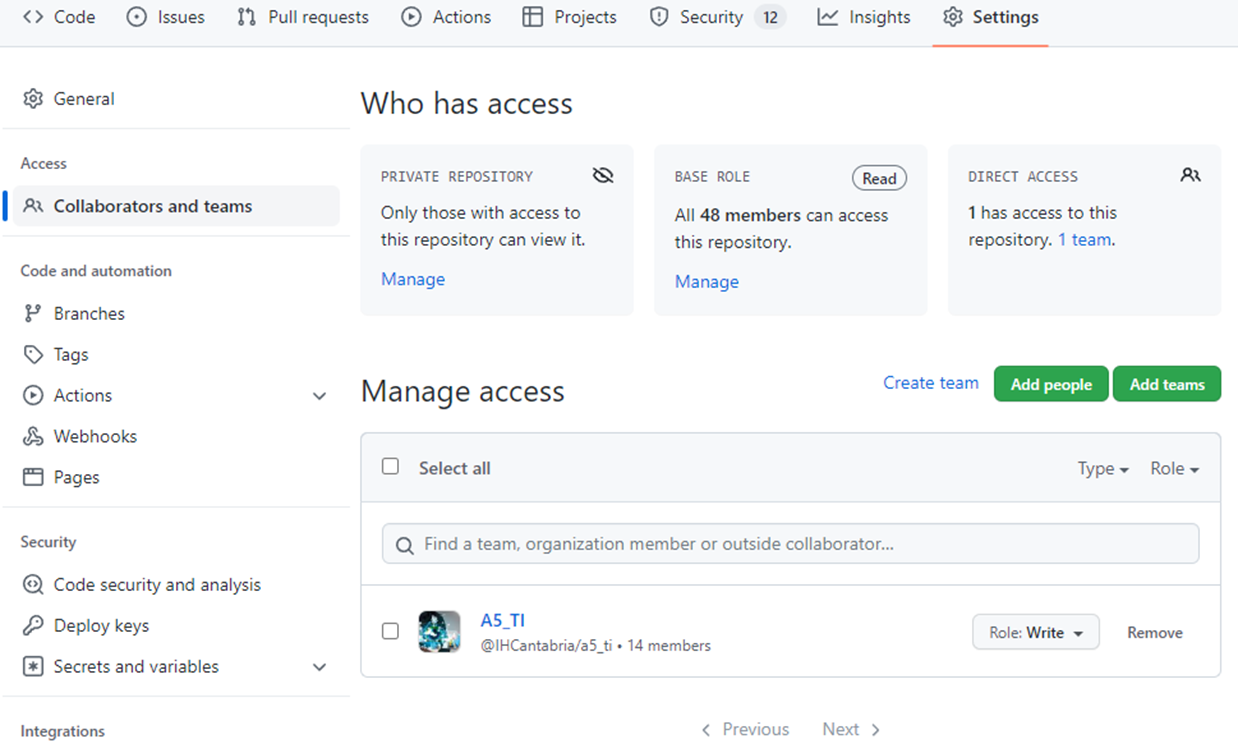 Code Issues Pull requests Actions Projects Security 12 Insights Settings
General
Access
Collaborators and teams
Code and automation
Branches
Tags
Actions
Webhooks
Pages
Security
Code security and analysis
Deploy keys
Secrets and variables
Integrations
Who has access
PRIVATE REPOSITORY
Only those with access to
this repository can view it.
Manage
BASE ROLE Read
All 48 members can access
this repository.
Manage
DIRECT ACCESS
1 has access to this
repository. 1 team.
Manage access
Create team Add people Add teams
Select all Type Role
Find a team, organization member or outside collaborator...
A5_TI
@IHCantabria/a5_ti • 14 members
Role: Write Remove
Previous Next